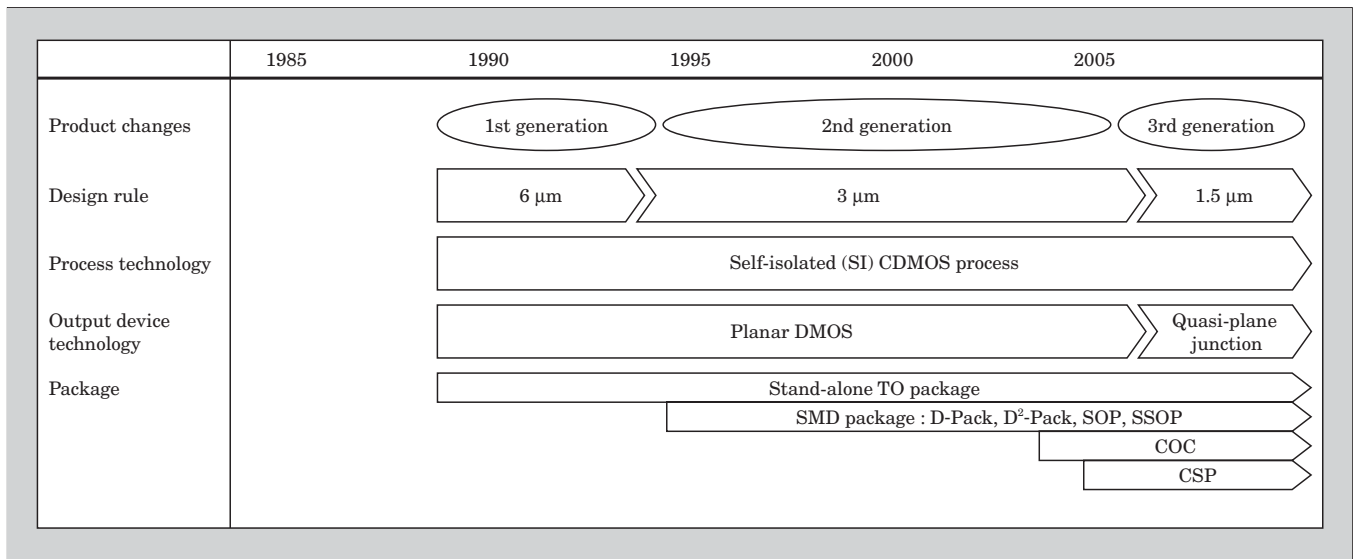 1985 1990 1995 2000 2005
Product changes 1st generation 2nd generation 3rd generation
Design rule 6 μm 3 μm 1.5 μm
Process technology Self-isolated (SI) CDMOS process
Output device
technology Planar DMOS Quasi-plane
junction
Package Stand-alone TO package
SMD package : D-Pack, D²-Pack, SOP, SSOP
COC
CSP